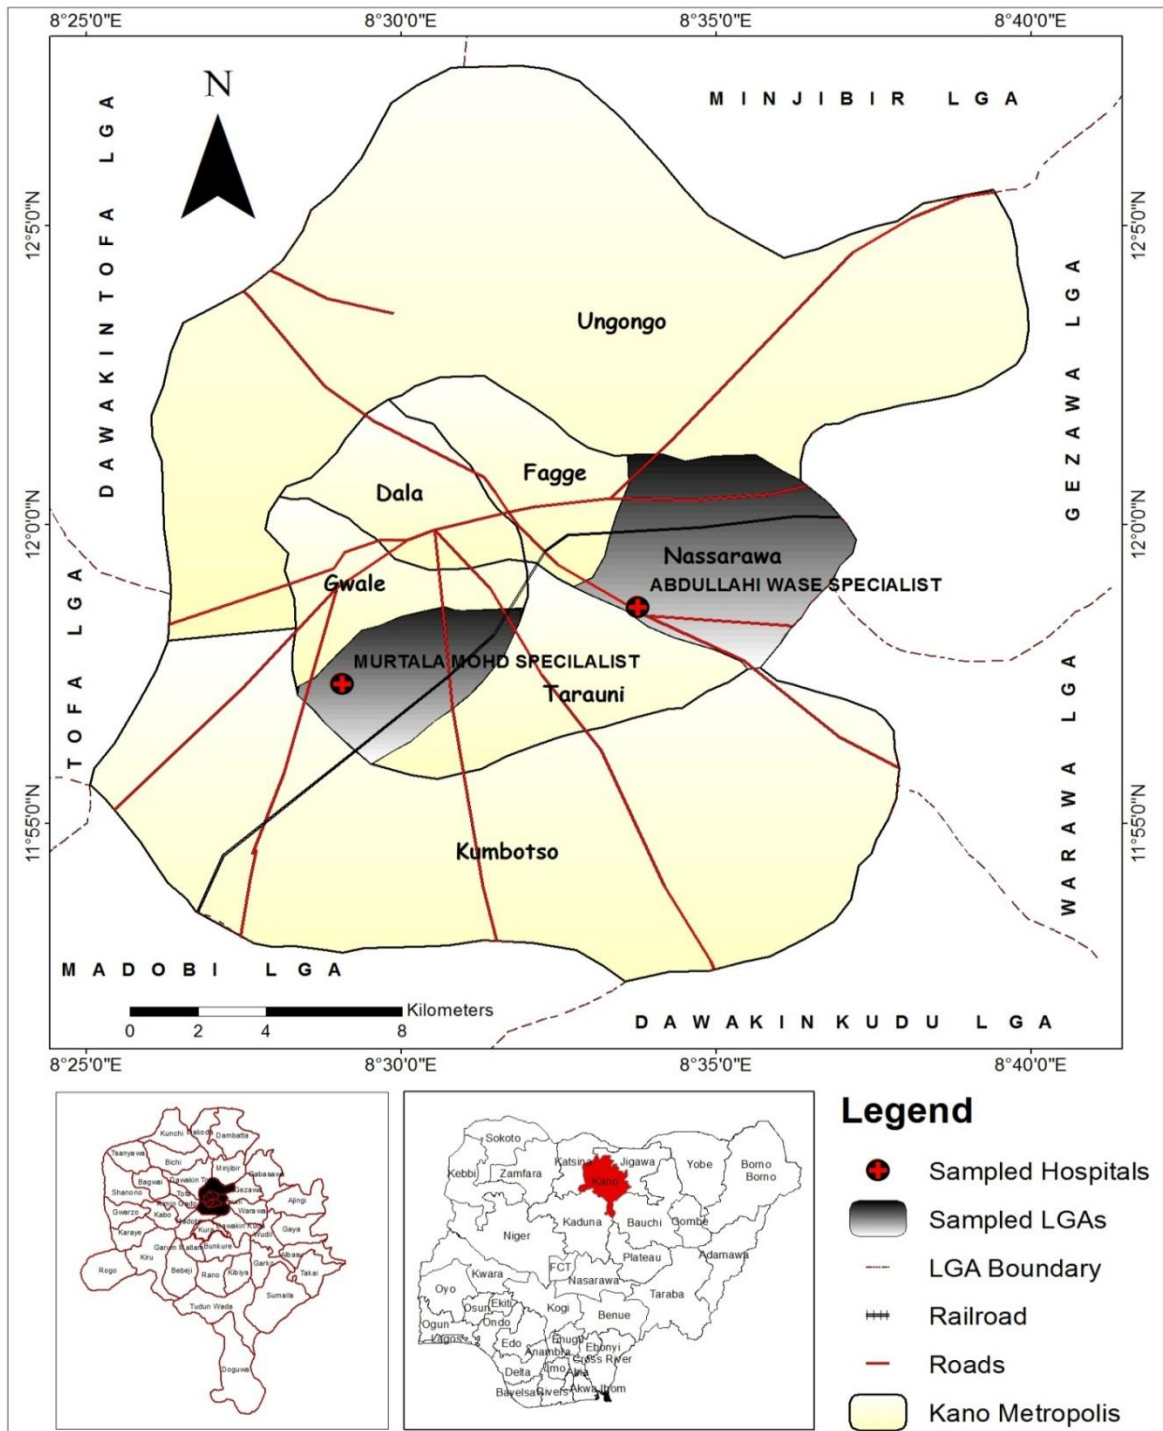 8°25'0"E 8°30'0"E 8°35'0"E 8°40'0"E
N
MINJIBIR LGA
DAWAKINTOFA LGA
12°5'0"N
12°5'0"N
GEZAWA LGA
Ungongo
Fagge
Dala
12°0'0"N
12°0'0"N
Nassarawa
ABDULLAHI WASE SPECIALIST
Gwale
TOFA LGA
MURTALA MOHD SPECILALIST
Tarauni
WARAWA LGA
11°55'0"N
11°55'0"N
Kumbotso
MADOBI LGA
Kilometers
0 2 4 8
DAWAKIN KUDU LGA
8°25'0"E 8°30'0"E 8°35'0"E 8°40'0"E
Kunchi Makoda Dambatta
Tsanyawa
Bichi
Minjibir
Gabasawa
Bagwai
Shanono
Tofa
Gezawa
Ajingi
Gwarzo
Kabo
Warawa
Karaye
Madobi
Kura
Gaya
Kiru
Garum Mallam
Bunkure
Garko
Albasu
Rogo
Bebeji
Rano
Kibiya
Takai
Sumaila
Tudun Wada
Doguwa
Sokoto
Kebbi
Zamfara
Katsina
Jigawa
Yobe
Borno
Borno
Kano
Kaduna
Bauchi
Gombe
Niger
Adamawa
Plateau
FCT
Nasarawa
Kwara
Taraba
Oyo
Osun
Ekiti
Kogi
Benue
Ogun
Ondo
Lagos
Edo
Enugu
Ebonyi
Anambra
Cross River
Delta
Imo
Abia
Bayelsa
Rivers
Akwa Ibom
Legend
Sampled Hospitals
Sampled LGAs
LGA Boundary
Railroad
Roads
Kano Metropolis